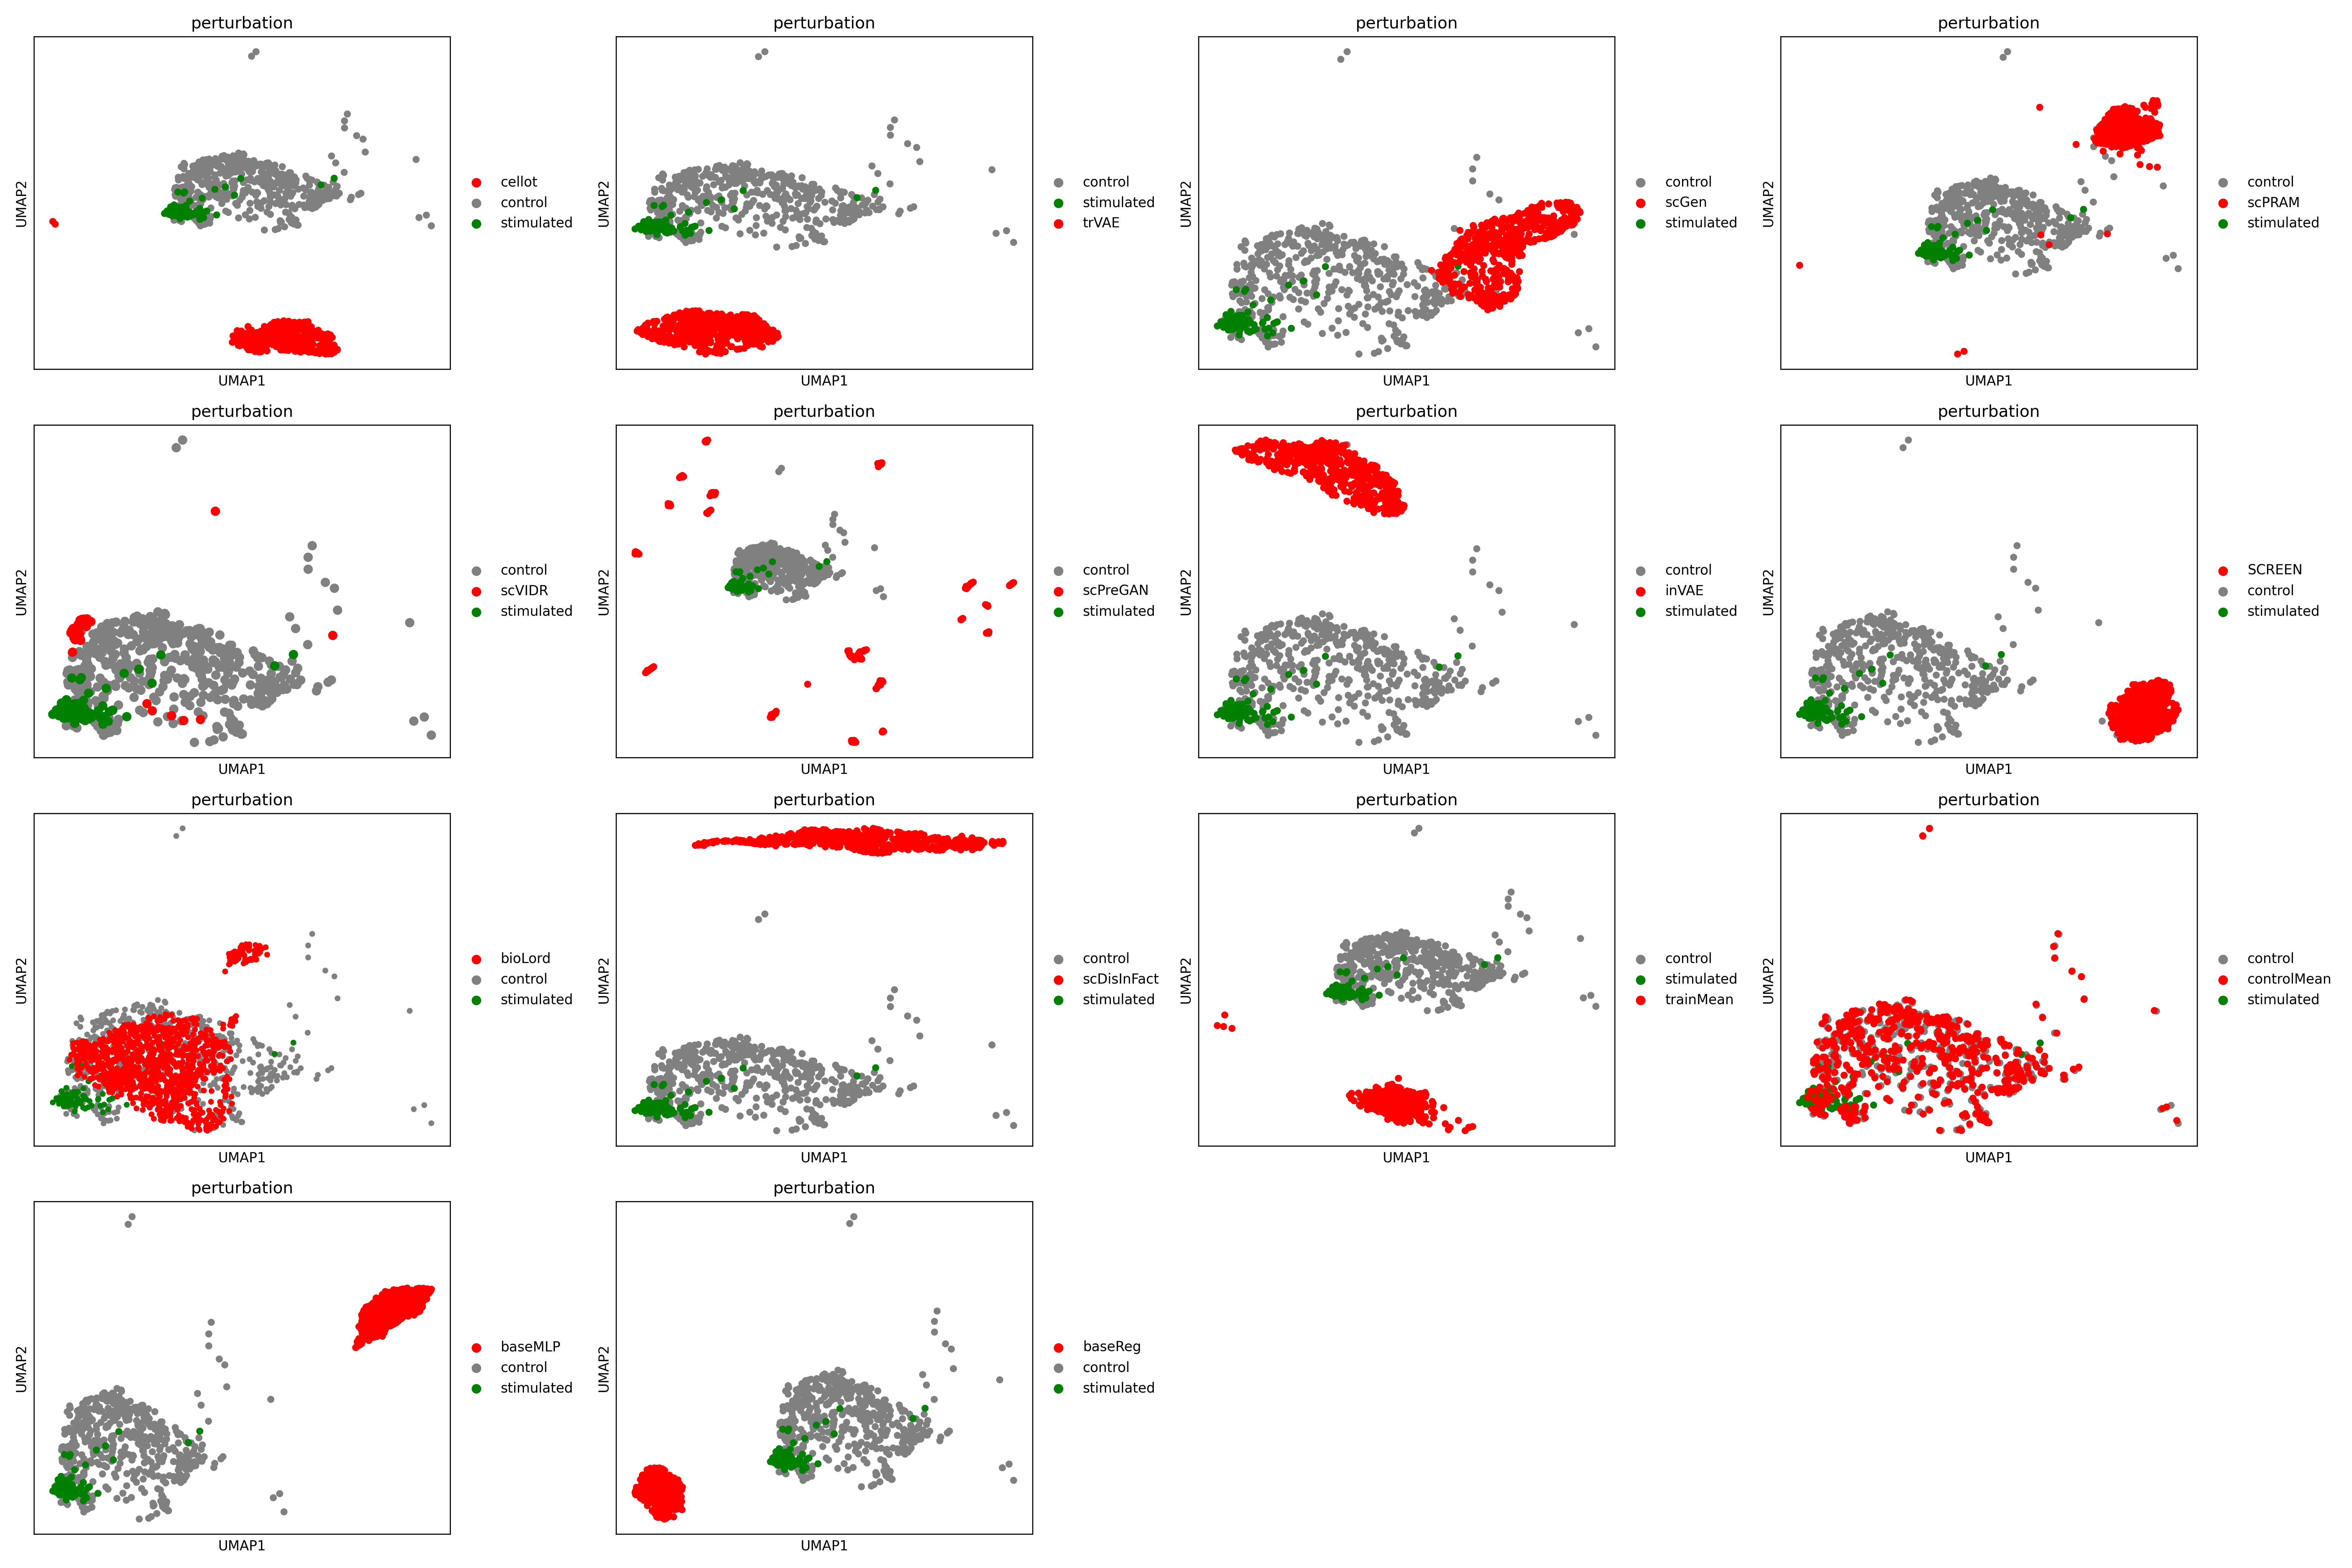 perturbation
UMAP2
UMAP1
cellot
control
stimulated
perturbation
UMAP2
UMAP1
control
stimulated
trVAE
perturbation
UMAP2
UMAP1
control
scGen
stimulated
perturbation
UMAP2
UMAP1
control
scPRAM
stimulated
perturbation
UMAP2
UMAP1
control
scVIDR
stimulated
perturbation
UMAP2
UMAP1
control
scPreGAN
stimulated
perturbation
UMAP2
UMAP1
control
inVAE
stimulated
perturbation
UMAP2
UMAP1
SCREEN
control
stimulated
perturbation
UMAP2
UMAP1
bioLord
control
stimulated
perturbation
UMAP2
UMAP1
control
scDisInFact
stimulated
perturbation
UMAP2
UMAP1
control
stimulated
trainMean
perturbation
UMAP2
UMAP1
control
controlMean
stimulated
perturbation
UMAP2
UMAP1
baseMLP
control
stimulated
perturbation
UMAP2
UMAP1
baseReg
control
stimulated